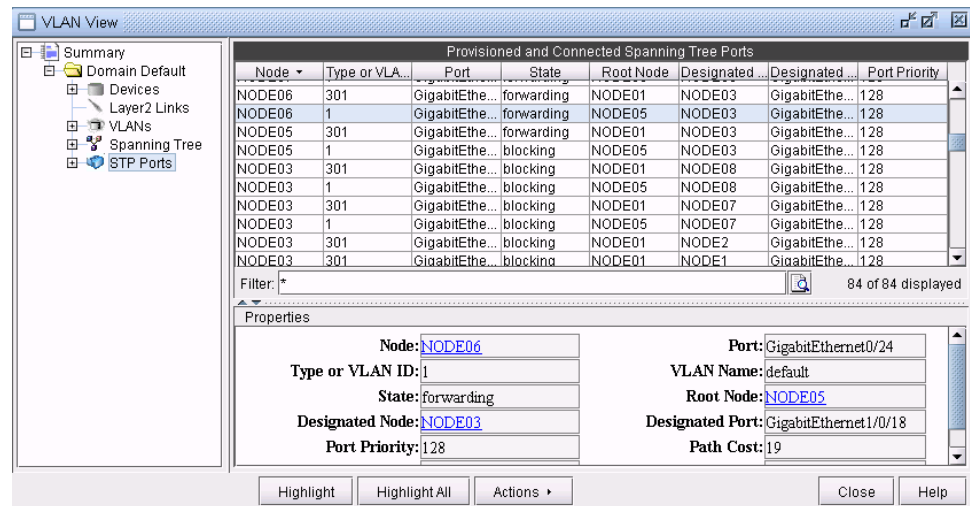 VLAN View
Summary
Domain Default
Devices
Layer2 Links
VLANs
Spanning Tree
STP Ports
Provisioned and Connected Spanning Tree Ports
Node Type or VLA... Port State Root Node Designated ... Designated ... Port Priority
NODE06 301 GigabitEthe... forwarding NODE01 NODE03 GigabitEthe... 128
NODE06 1 GigabitEthe... forwarding NODE05 NODE03 GigabitEthe... 128
NODE05 301 GigabitEthe... forwarding NODE01 NODE03 GigabitEthe... 128
NODE05 1 GigabitEthe... blocking NODE05 NODE03 GigabitEthe... 128
NODE03 301 GigabitEthe... blocking NODE01 NODE08 GigabitEthe... 128
NODE03 1 GigabitEthe... blocking NODE05 NODE08 GigabitEthe... 128
NODE03 301 GigabitEthe... blocking NODE01 NODE07 GigabitEthe... 128
NODE03 1 GigabitEthe... blocking NODE05 NODE07 GigabitEthe... 128
NODE03 301 GigabitEthe... blocking NODE01 NODE2 GigabitEthe... 128
NODE03 301 GigabitEthe... blocking NODE01 NODE1 GigabitEthe... 128
Filter: * 84 of 84 displayed
Properties
Node: NODE06 Port: GigabitEthernet0/24
Type or VLAN ID: 1 VLAN Name: default
State: forwarding Root Node: NODE05
Designated Node: NODE03 Designated Port: GigabitEthernet1/0/18
Port Priority: 128 Path Cost: 19
Highlight Highlight All Actions Close Help